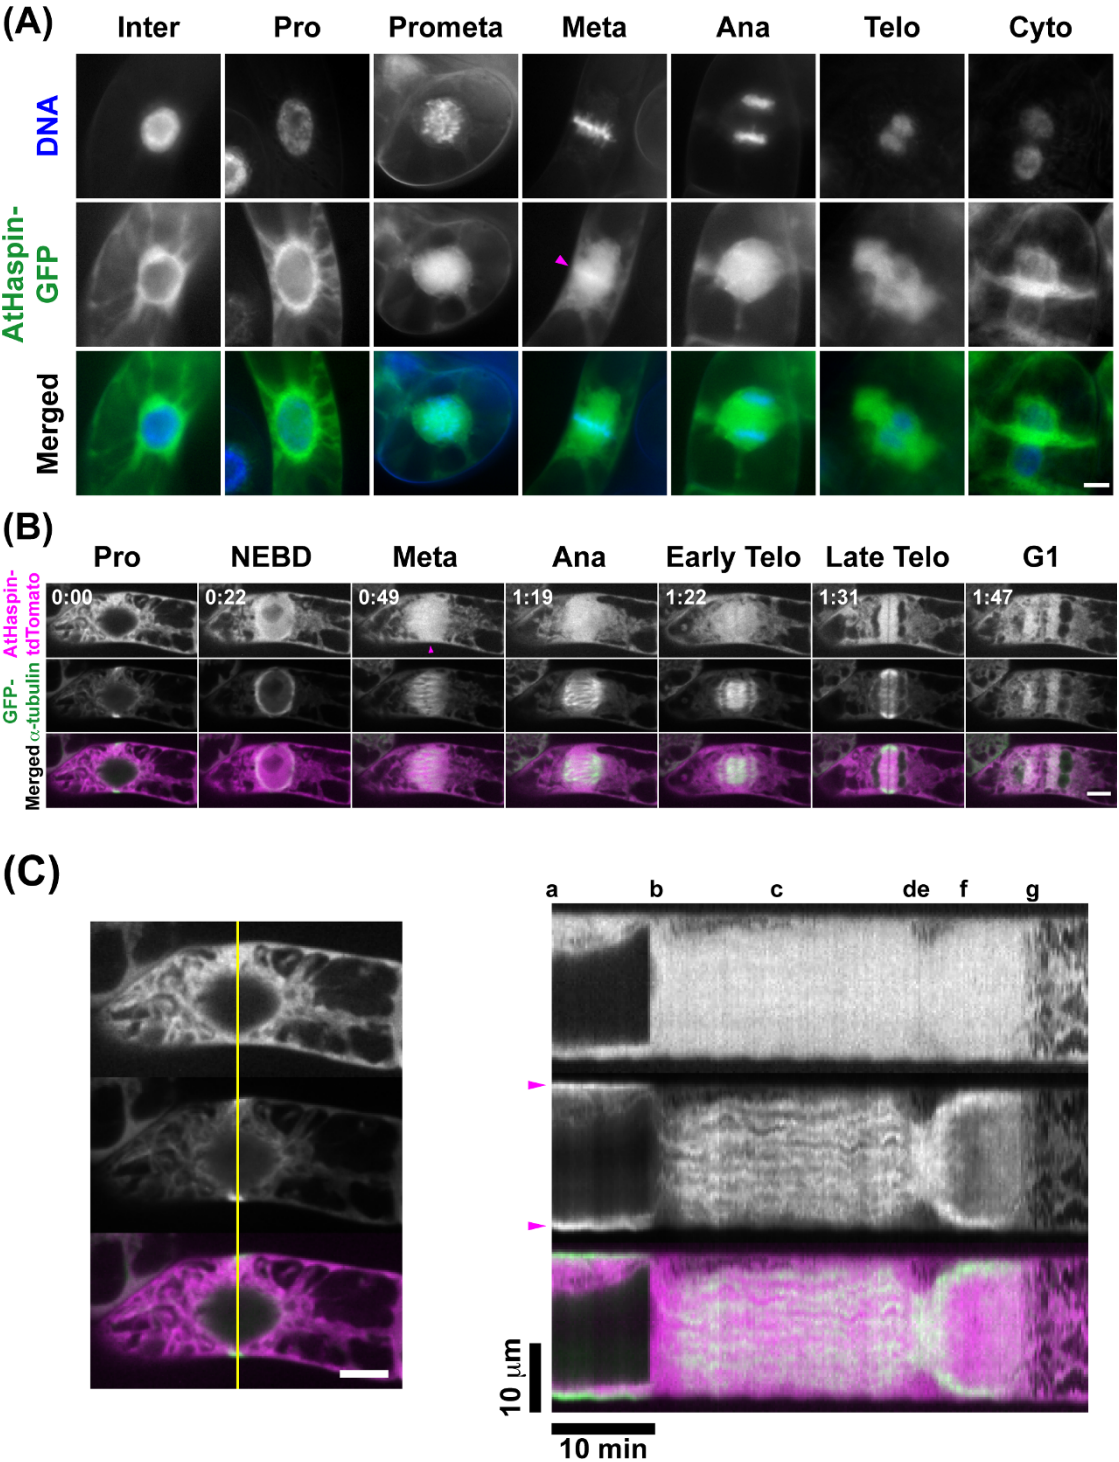 (A)
Inter Pro Prometa Meta Ana Telo Cyto
DNA
AtHaspin-
GFP
Merged
(B)
Pro NEBD Meta Ana Early Telo Late Telo G1
AtHaspin-
tdTomato
0:00 0:22 0:49 1:19 1:22 1:31 1:47
GFP-
α-tubulin
Merged
(C)
a b c de f g
10 μm
10 min